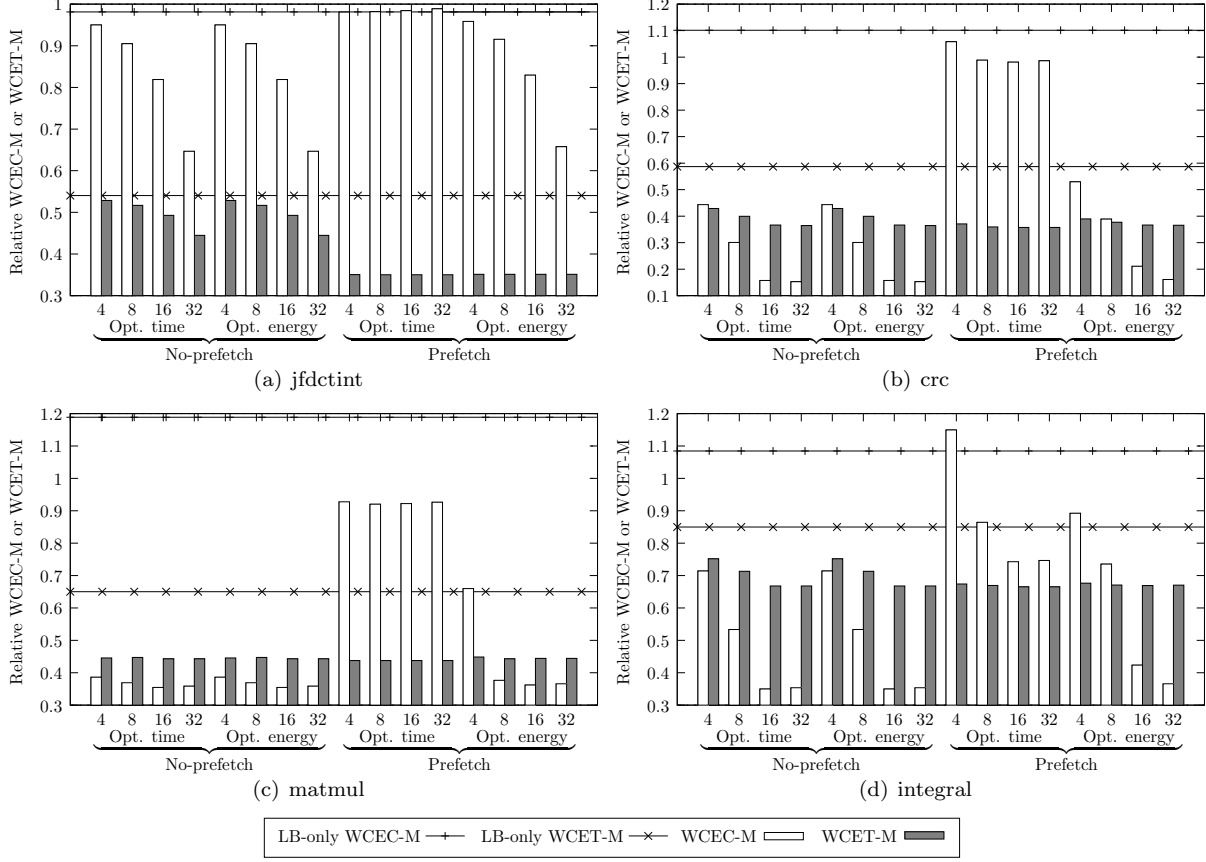 Relative WCEC-M or WCET-M
1
0.9
0.8
0.7
0.6
0.5
0.4
0.3
4 8 16 32 4 8 16 32 4 8 16 32 4 8 16 32
Opt. time Opt. energy Opt. time Opt. energy
No-prefetch Prefetch
(a) jfdctint
Relative WCEC-M or WCET-M
1.2
1.1
1
0.9
0.8
0.7
0.6
0.5
0.4
0.3
0.2
0.1
4 8 16 32 4 8 16 32 4 8 16 32 4 8 16 32
Opt. time Opt. energy Opt. time Opt. energy
No-prefetch Prefetch
(b) crc
Relative WCEC-M or WCET-M
1.2
1.1
1
0.9
0.8
0.7
0.6
0.5
0.4
0.3
4 8 16 32 4 8 16 32 4 8 16 32 4 8 16 32
Opt. time Opt. energy Opt. time Opt. energy
No-prefetch Prefetch
(c) matmul
Relative WCEC-M or WCET-M
1.2
1.1
1
0.9
0.8
0.7
0.6
0.5
0.4
0.3
4 8 16 32 4 8 16 32 4 8 16 32 4 8 16 32
Opt. time Opt. energy Opt. time Opt. energy
No-prefetch Prefetch
(d) integral
LB-only WCEC-M LB-only WCET-M WCEC-M WCET-M